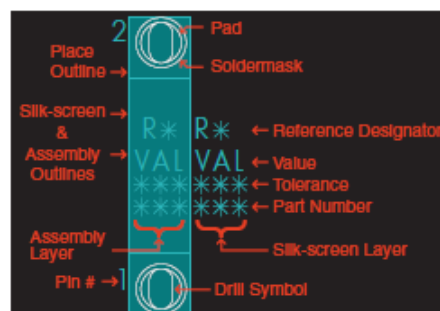 2
Pad
Place
Outline
Soldermask
Silk-screen
&
Assembly
Outlines
R* R*
Reference Designator
VAL VAL
Value
*** ***
Tolerance
*** ***
Part Number
Assembly
Layer
Silk-screen Layer
Pin # 1
Drill Symbol